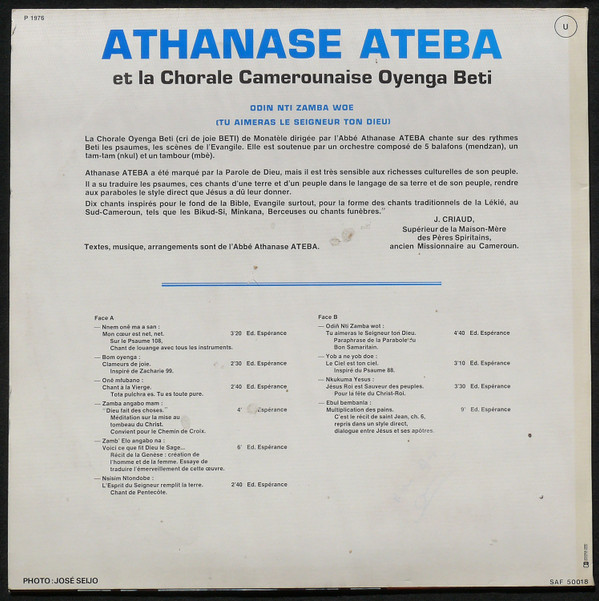 P 1976
U
ATHANASE ATEBA
et la Chorale Camerounaise Oyenga Beti
ODIN NTI ZAMBA WOE
(TU AIMERAS LE SEIGNEUR TON DIEU)
La Chorale Oyenga Beti (cri de joie BETI) de Monatèle dirigée par l'Abbé Athanase ATEBA chante sur des rythmes
Beti les psaumes, les scènes de l'Evangile. Elle est soutenue par un orchestre composé de 5 balafons (mendzan), un
tam-tam (nkul) et un tambour (mbè).
Athanase ATEBA a été marqué par la Parole de Dieu, mais il est très sensible aux richesses culturelles de son peuple.
Il a su traduire les psaumes, ces chants d'une terre et d'un peuple dans le langage de sa terre et de son peuple, rendre
aux paraboles le style direct que Jésus a dû leur donner.
Dix chants inspirés pour le fond de la Bible, Evangile surtout, pour la forme des chants traditionnels de la Lékié, au
Sud-Cameroun, tels que les Bikud-Si, Minkana, Berceuses ou chants funèbres."
J. CRIAUD,
Supérieur de la Maison-Mère
des Pères Spiritains,
ancien Missionnaire au Cameroun.
Textes, musique, arrangements sont de l'Abbé Athanase ATEBA.
Face A
— Nnem onë ma a san :
Mon cœur est net, net. 3'20 Ed. Espérance
Sur le Psaume 108.
Chant de louange avec tous les instruments.
— Bom oyenga :
Clameurs de joie. 2'30 Ed. Espérance
Inspiré de Zacharie 99.
— Onë mlubano :
Chant à la Vierge. 2'40 Ed. Espérance
Tota pulchra es. Tu es toute pure.
— Zamba angabo mam :
"Dieu fait des choses." 4' Ed. Espérance
Méditation sur la mise au
tombeau du Christ.
Convient pour le Chemin de Croix.
— Zamb' Elo angabo na :
Voici ce que fit Dieu le Sage... 6' Ed. Espérance
Récit de la Genèse : création de
l'homme et de la femme. Essaye de
traduire l'émerveillement de cette œuvre.
— Nsisim Ntondobe :
L'Esprit du Seigneur remplit la terre. 2'40 Ed. Espérance
Chant de Pentecôte.
Face B
— Odiñ Nti Zamba wot :
Tu aimeras le Seigneur ton Dieu. 4'40 Ed. Espérance
Paraphrase de la Parabole du
Bon Samaritain.
— Yob a ne yob doe :
Le Ciel est ton ciel. 3'10 Ed. Espérance
Inspiré du Psaume 88.
— Nkukuma Yesus :
Jésus Roi est Sauveur des peuples. 3'30 Ed. Espérance
Pour la fête du Christ-Roi.
— Ebul bembania :
Multiplication des pains. 9' Ed. Espérance
C'est le récit de saint Jean, ch. 6,
repris dans un style direct,
dialogue entre Jésus et ses apôtres.
PHOTO : JOSÉ SEIJO
SAF 50018